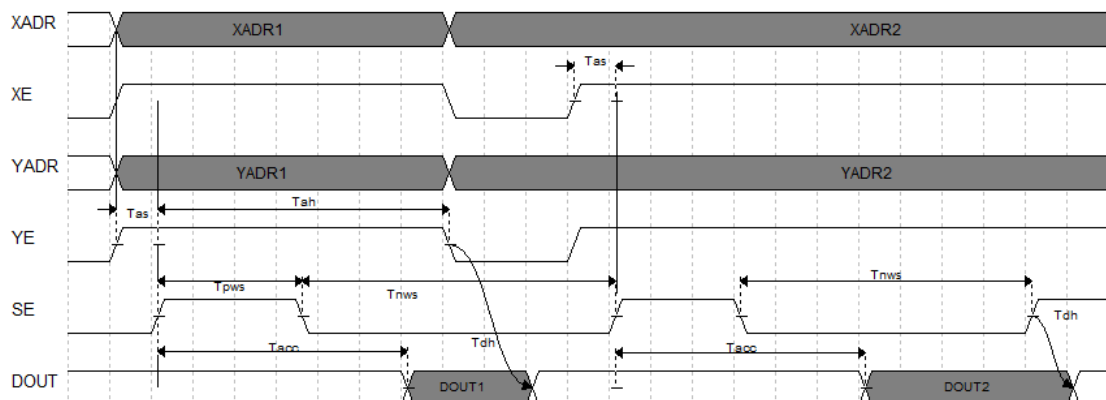 XADR XADR1 XADR2
Tas
XE
YADR YADR1 YADR2
Tah
Tas
YE
Tpws Tnws Tnws
SE
Tdh
Tacc Tdh Tacc
DOUT DOUT1 DOUT2